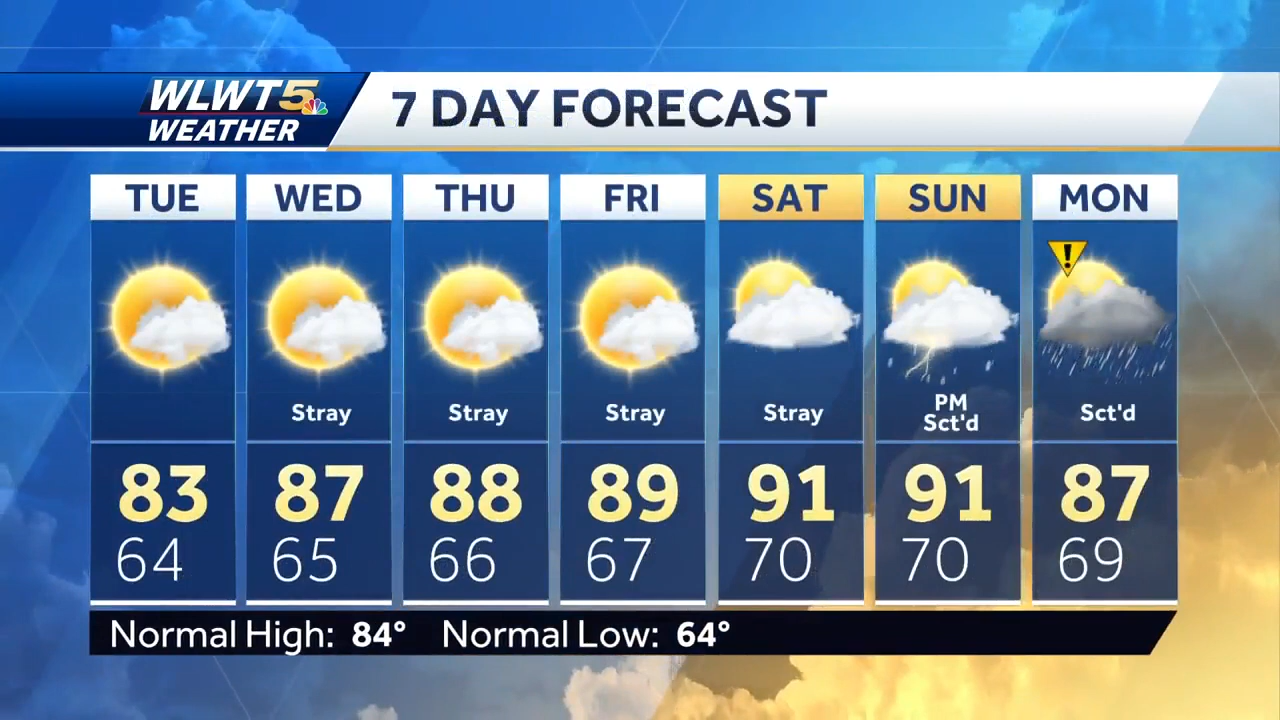 WLWT5
WEATHER
7 DAY FORECAST
TUE WED THU FRI SAT SUN MON
!
Stray Stray Stray Stray PM Sct'd Sct'd
83 87 88 89 91 91 87
64 65 66 67 70 70 69
Normal High: 84° Normal Low: 64°